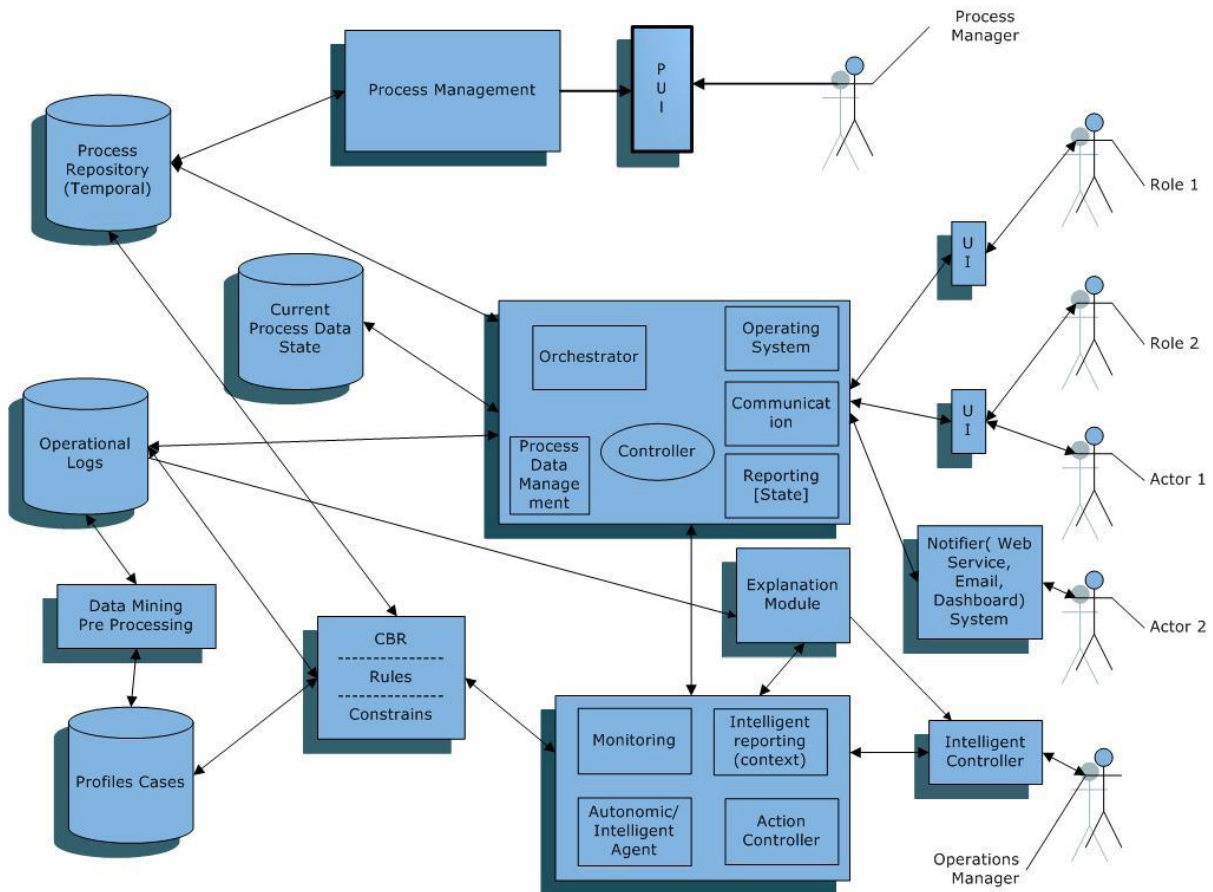 Process
Manager
Process Management
P
U
I
Process
Repository
(Temporal)
Role 1
U
I
Current
Process Data
State
Operating
System
Orchestrator
Role 2
Communicat
ion
U
I
Operational
Logs
Process
Data
Manage
ment
Controller
Reporting
[State]
Actor 1
Notifier( Web
Service,
Email,
Dashboard)
System
Explanation
Module
Data Mining
Pre Processing
Actor 2
CBR
Rules
Constrains
Monitoring
Intelligent
reporting
(context)
Intelligent
Controller
Profiles Cases
Autonomic/
Intelligent
Agent
Action
Controller
Operations
Manager